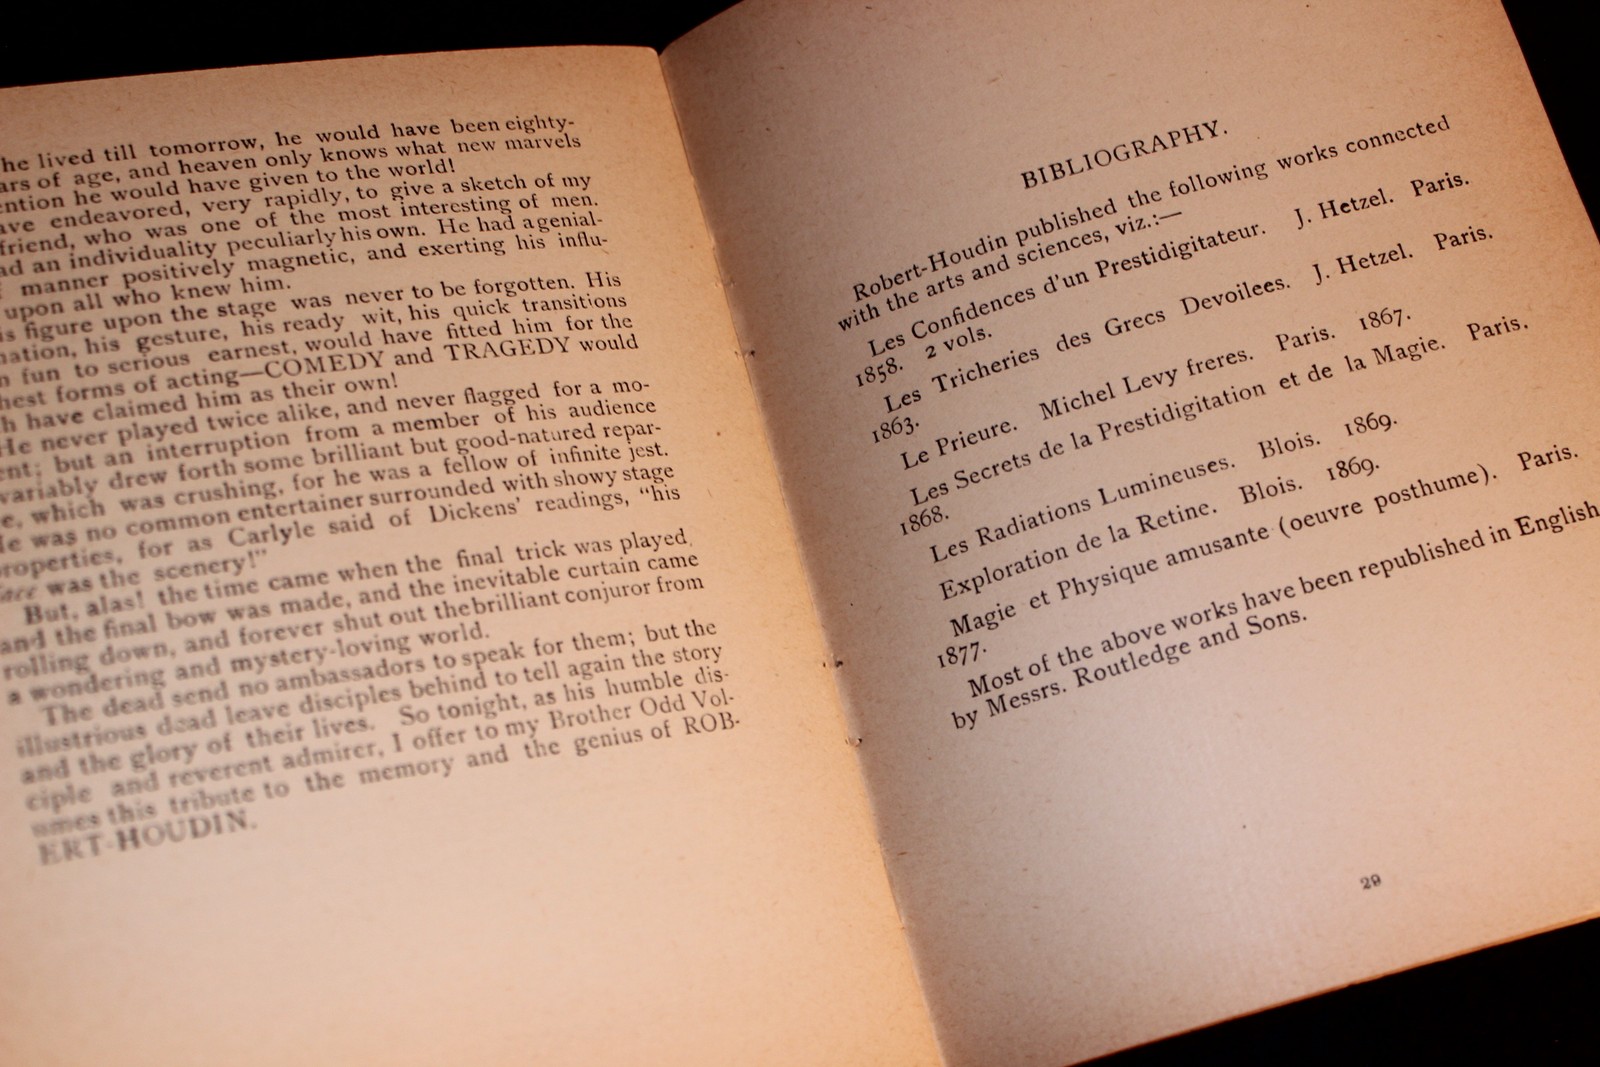 he lived till tomorrow, he would have been eighty-
ars of age, and heaven only knows what new marvels
ention he would have given to the world!
ave endeavored, very rapidly, to give a sketch of my
friend, who was one of the most interesting of men.
ad an individuality peculiarly his own. He had a genial-
f manner positively magnetic, and exerting his influ-
upon all who knew him.
is figure upon the stage was never to be forgotten. His
nation, his gesture, his ready wit, his quick transitions
n fun to serious earnest, would have fitted him for the
hest forms of acting—COMEDY and TRAGEDY would
h have claimed him as their own!
He never played twice alike, and never flagged for a mo-
ent; but an interruption from a member of his audience
variably drew forth some brilliant but good-natured repar-
e, which was crushing, for he was a fellow of infinite jest.
He was no common entertainer surrounded with showy stage
roperties, for as Carlyle said of Dickens' readings, "his
face was the scenery!"
But, alas! the time came when the final trick was played,
and the final bow was made, and the inevitable curtain came
rolling down, and forever shut out the brilliant conjuror from
a wondering and mystery-loving world.
The dead send no ambassadors to speak for them; but the
illustrious dead leave disciples behind to tell again the story
and the glory of their lives. So tonight, as his humble dis-
ciple and reverent admirer, I offer to my Brother Odd Vol-
umes this tribute to the memory and the genius of ROB-
ERT-HOUDIN.
BIBLIOGRAPHY.
Robert-Houdin published the following works connected
with the arts and sciences, viz.:—
Les Confidences d'un Prestidigitateur. J. Hetzel. Paris.
1858. 2 vols.
Les Tricheries des Grecs Devoilees. J. Hetzel. Paris.
1863.
Le Prieure. Michel Levy freres. Paris. 1867.
Les Secrets de la Prestidigitation et de la Magie. Paris.
1868.
Les Radiations Lumineuses. Blois. 1869.
Exploration de la Retine. Blois. 1869.
Magie et Physique amusante (oeuvre posthume). Paris.
1877.
Most of the above works have been republished in English
by Messrs. Routledge and Sons.
29